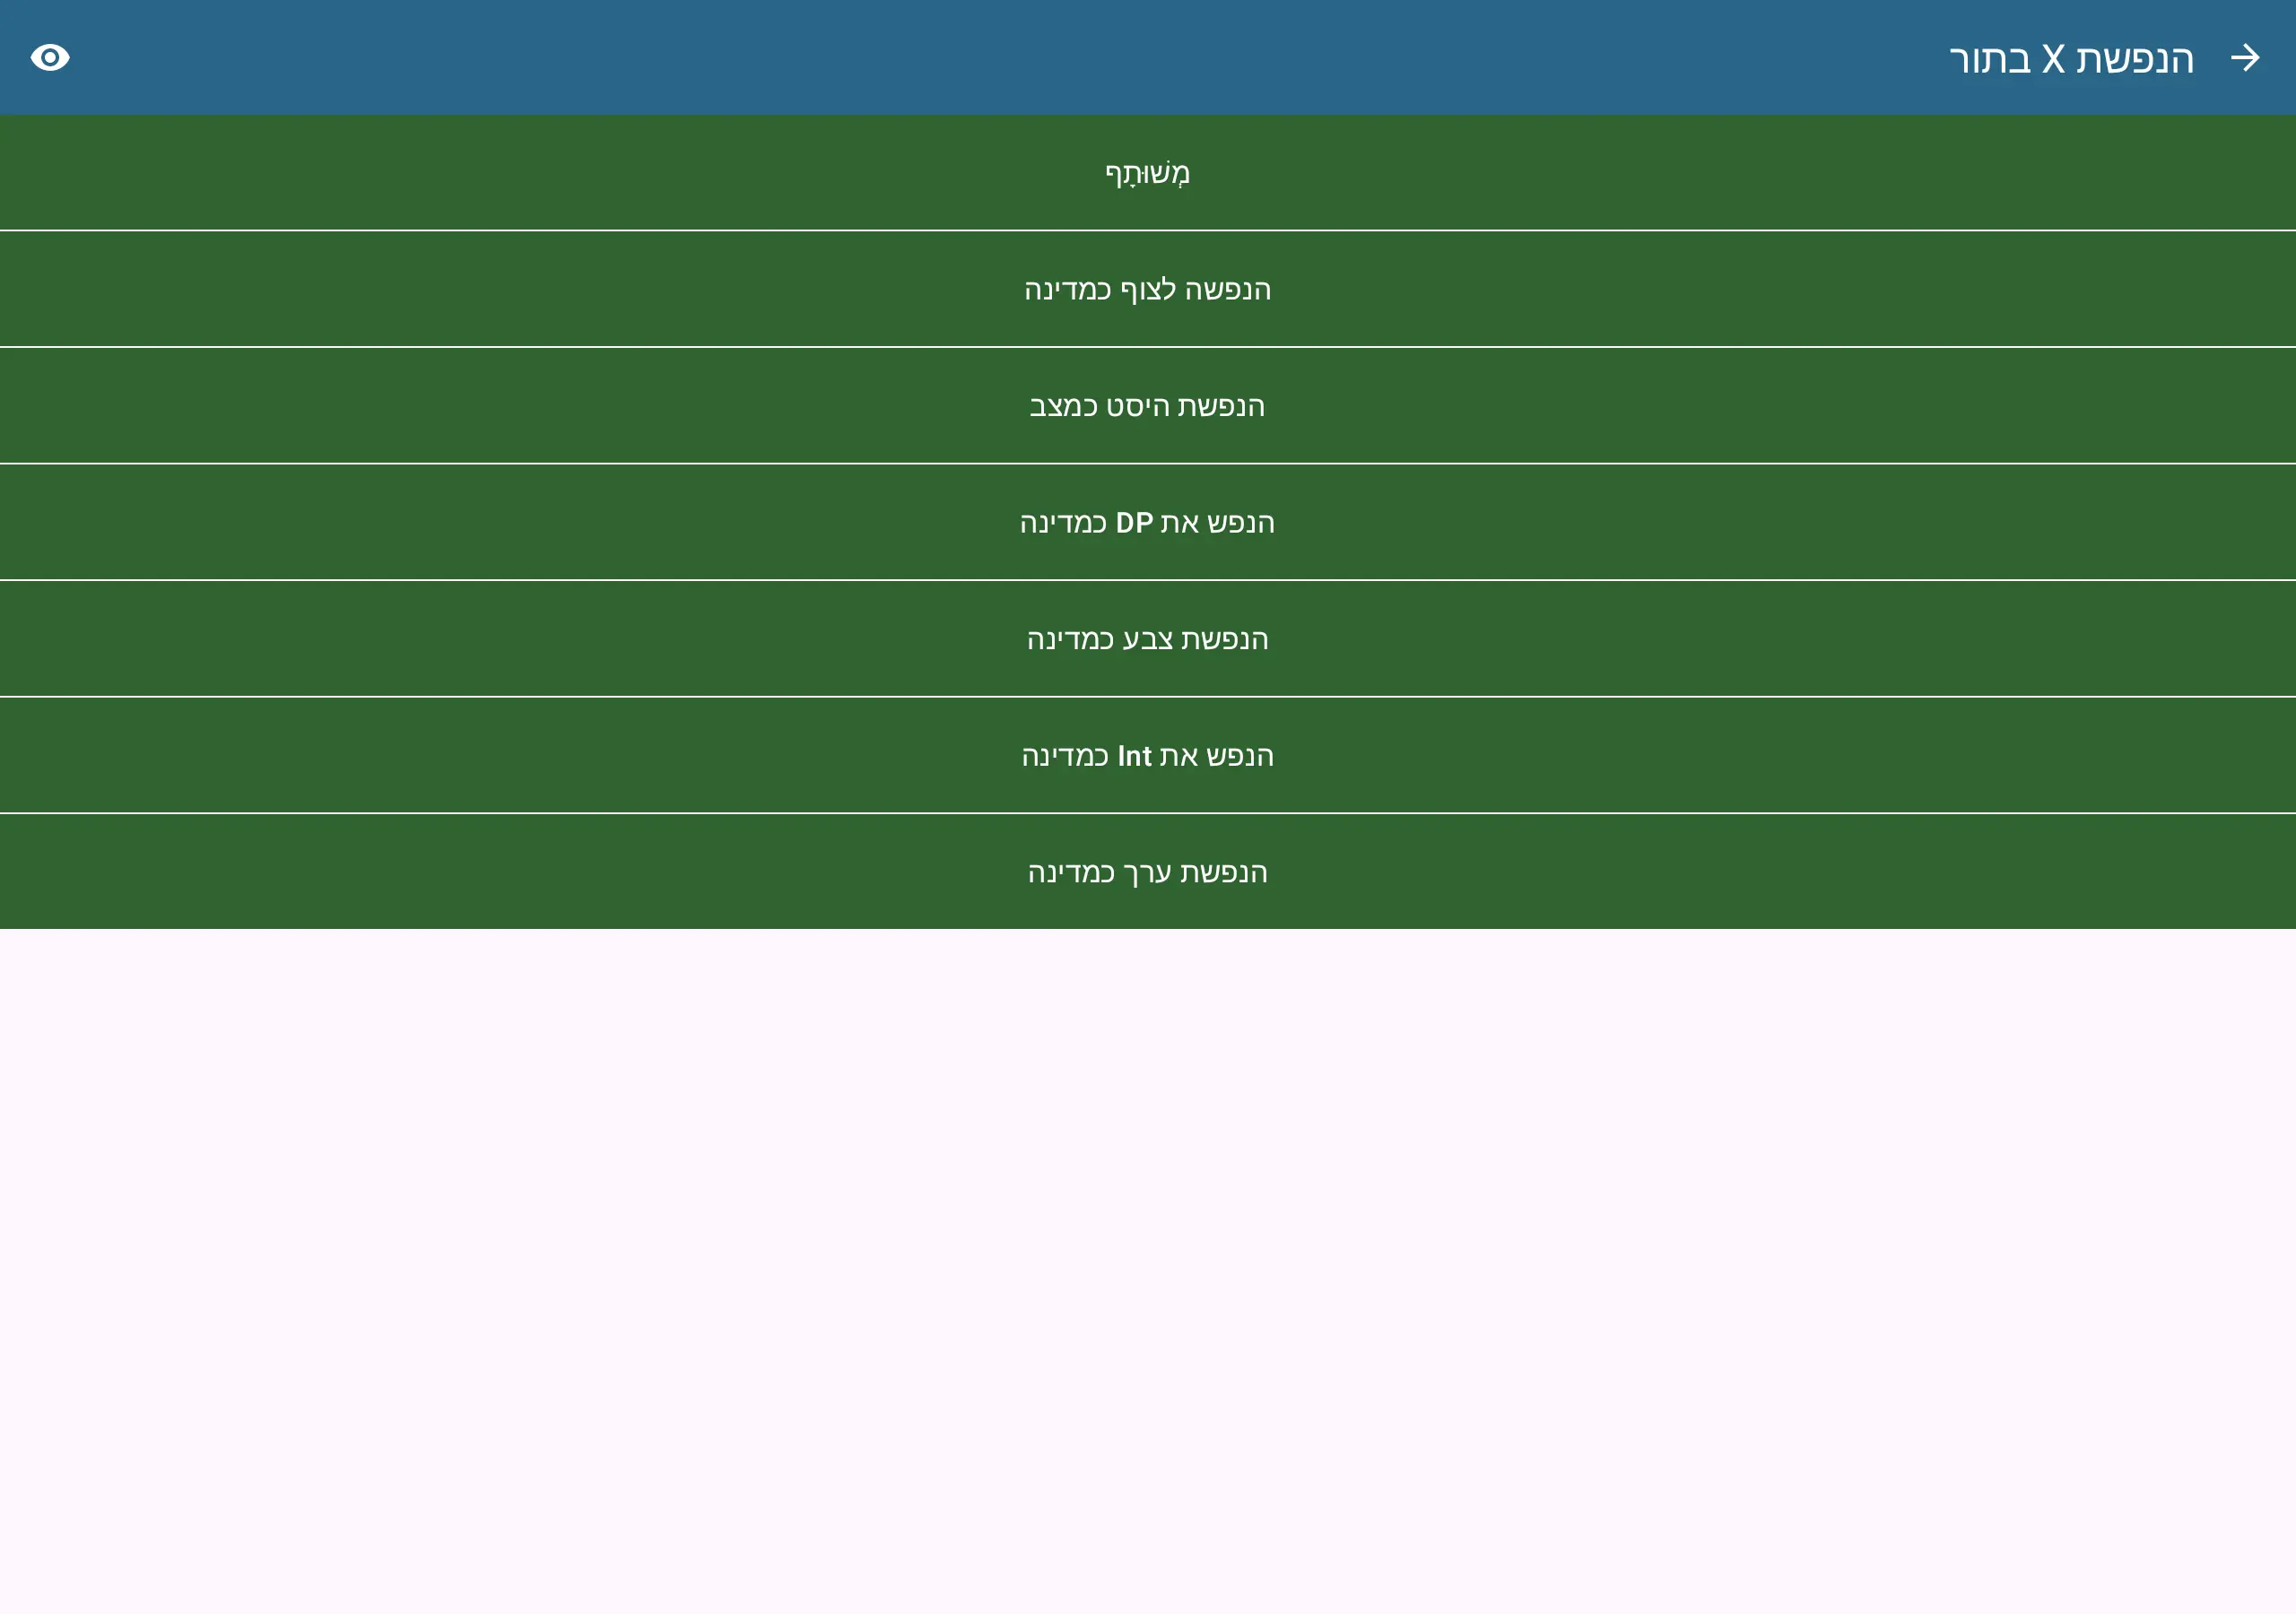 הנפשת X בתור
מְשׁוּתָף
הנפשה לצוף כמדינה
הנפשת היסט כמצב
הנפש את DP כמדינה
הנפשת צבע כמדינה
הנפש את Int כמדינה
הנפשת ערך כמדינה